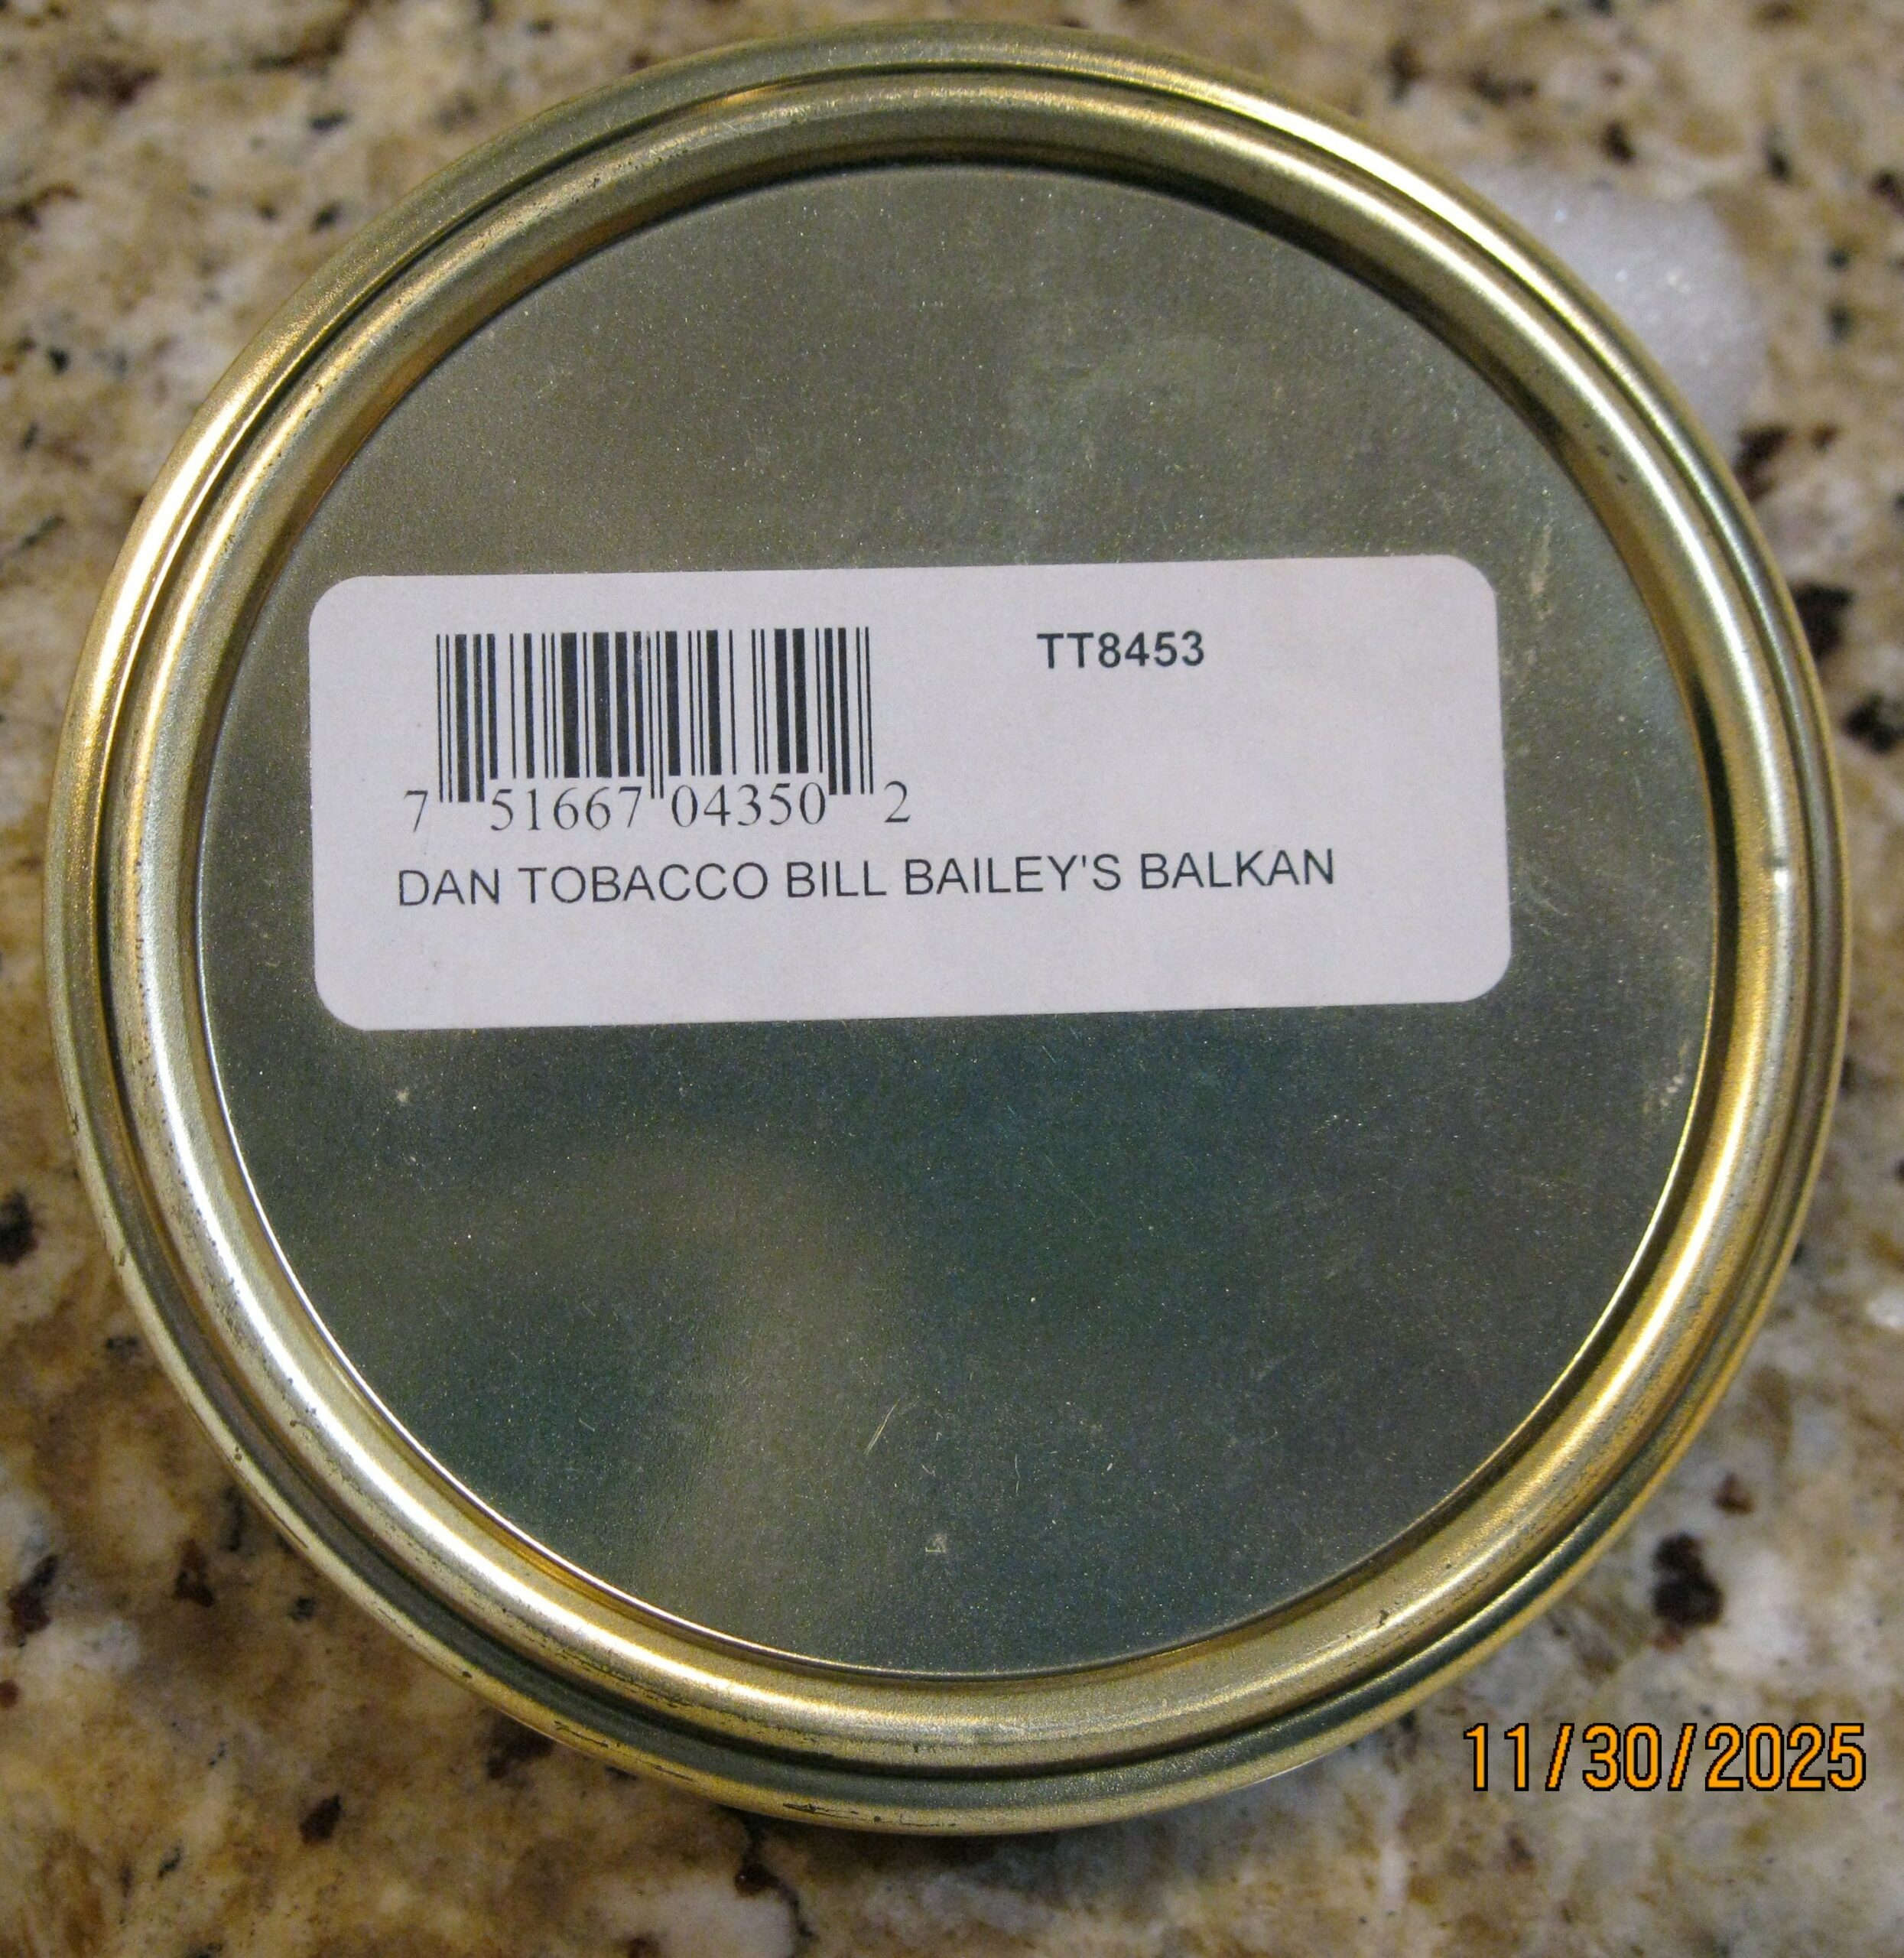 TT8453
7 51667 04350 2
DAN TOBACCO BILL BAILEY'S BALKAN
11/30/2025